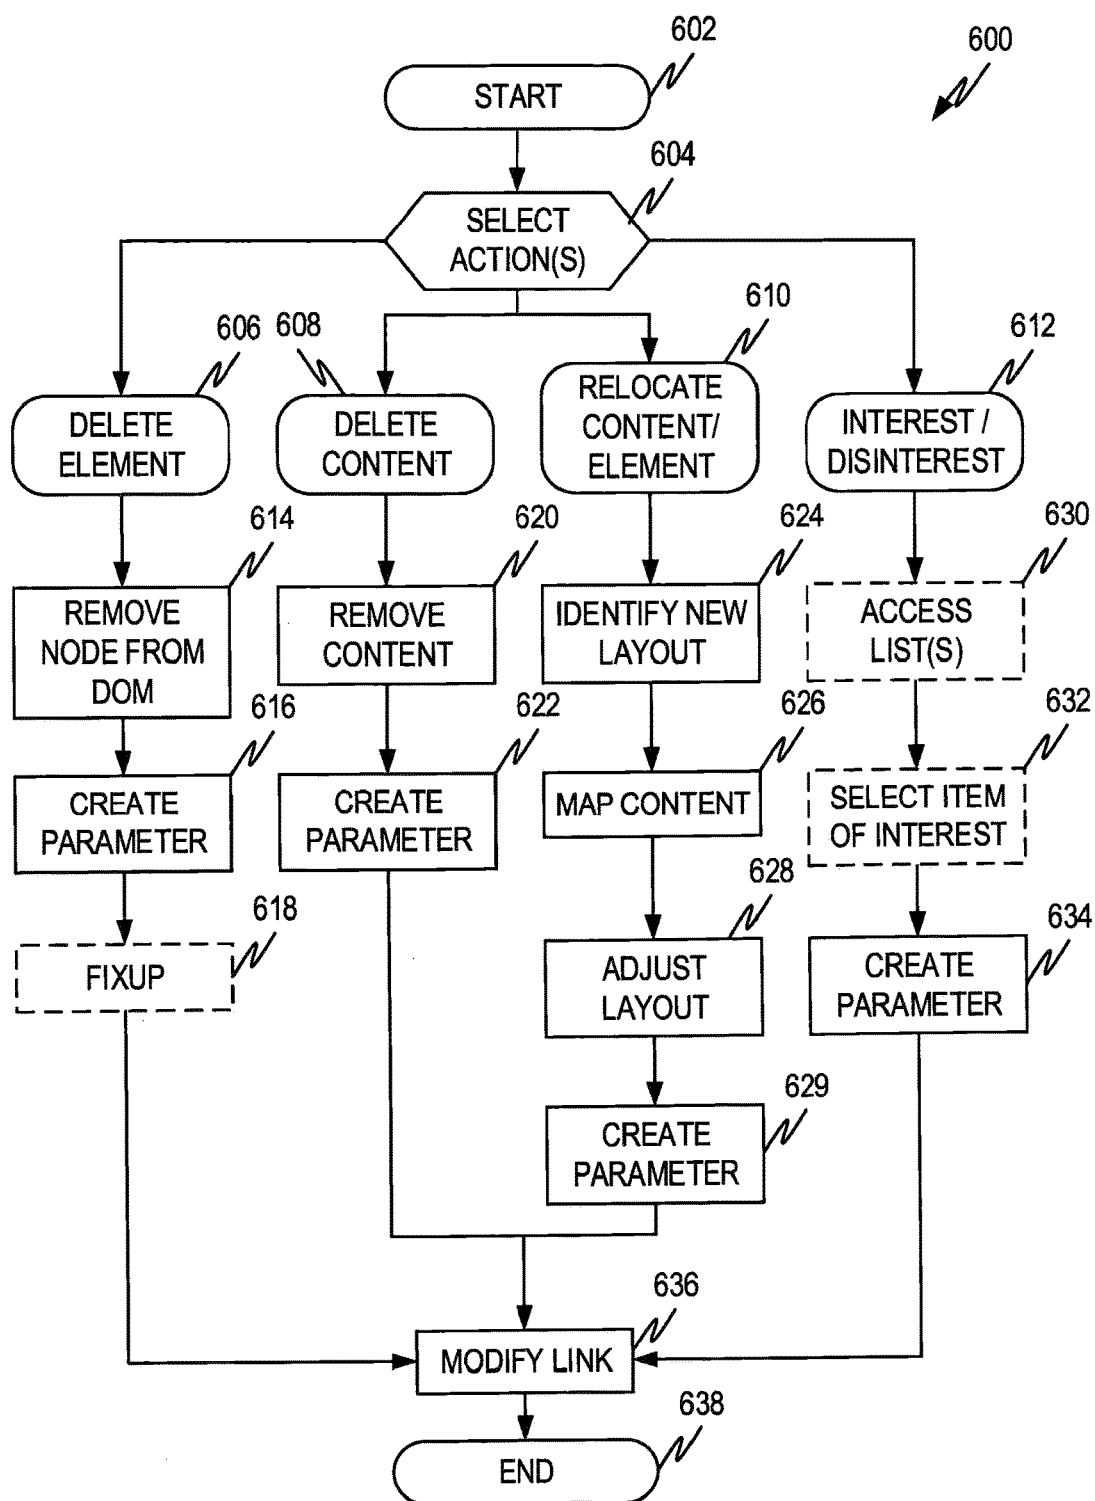 602
600
START
604
SELECT
ACTION(S)
606
608
610
612
DELETE
ELEMENT
DELETE
CONTENT
RELOCATE
CONTENT/
ELEMENT
INTEREST /
DISINTEREST
614
620
624
630
REMOVE
NODE FROM
DOM
REMOVE
CONTENT
IDENTIFY NEW
LAYOUT
ACCESS
LIST(S)
616
622
626
632
CREATE
PARAMETER
CREATE
PARAMETER
MAP CONTENT
SELECT ITEM
OF INTEREST
618
628
634
FIXUP
ADJUST
LAYOUT
CREATE
PARAMETER
629
CREATE
PARAMETER
636
MODIFY LINK
638
END